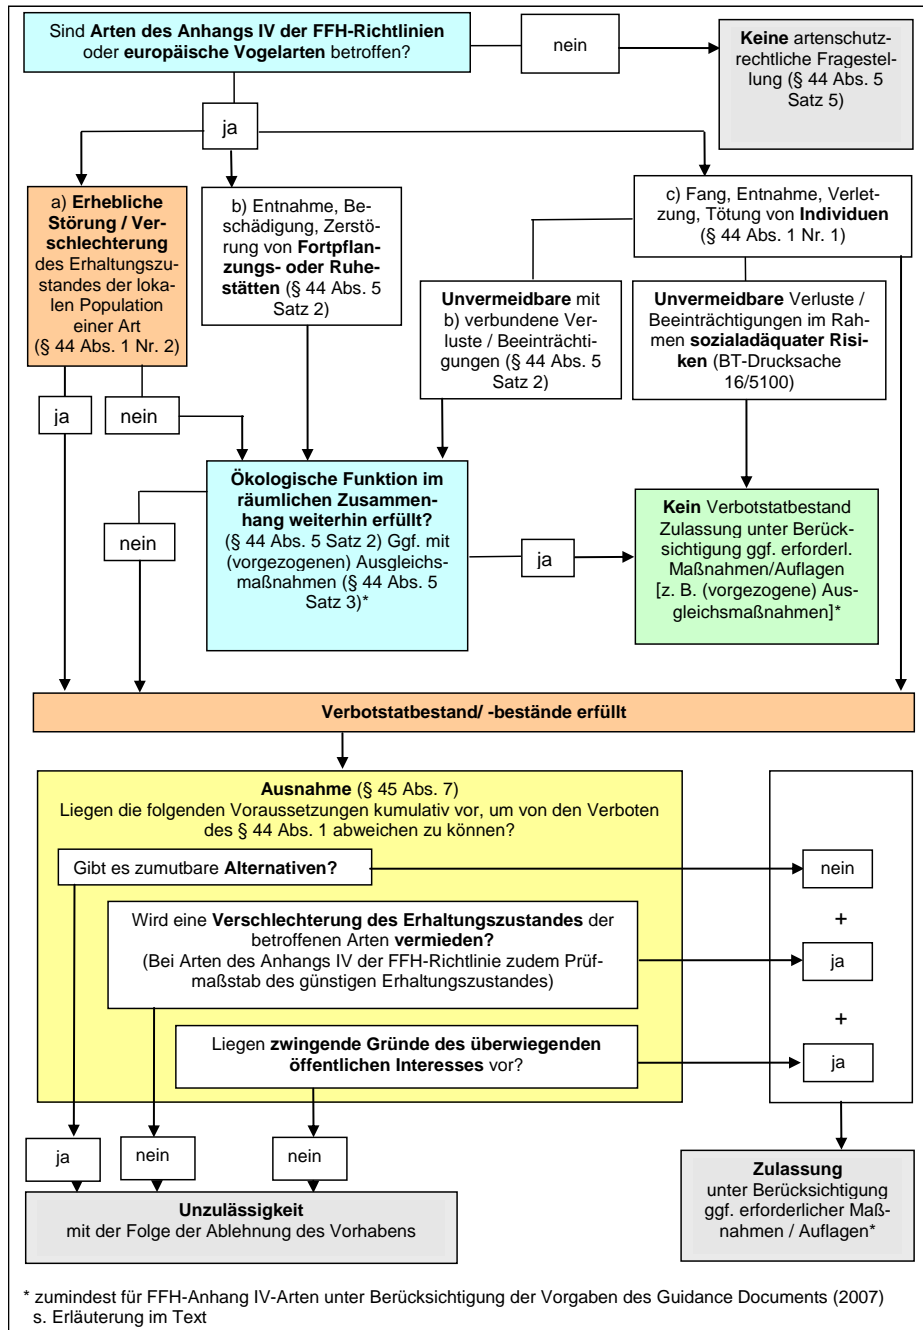 Sind Arten des Anhangs IV der FFH-Richtlinien
oder europäische Vogelarten betroffen?
nein
Keine artenschutz-
rechtliche Fragestel-
lung (§ 44 Abs. 5
Satz 5)
ja
a) Erhebliche
Störung / Ver-
schlechterung
des Erhaltungszu-
standes der loka-
len Population
einer Art
(§ 44 Abs. 1 Nr. 2)
b) Entnahme, Be-
schädigung, Zerstö-
rung von Fortpflan-
zungs- oder Ruhe-
stätten (§ 44 Abs. 5
Satz 2)
c) Fang, Entnahme, Verlet-
zung, Tötung von Individuen
(§ 44 Abs. 1 Nr. 1)
Unvermeidbare mit
b) verbundene Ver-
luste / Beeinträchti-
gungen (§ 44 Abs. 5
Satz 2)
Unvermeidbare Verluste /
Beeinträchtigungen im Rah-
men sozialadäquater Risi-
ken (BT-Drucksache
16/5100)
ja
nein
Ökologische Funktion im
räumlichen Zusammen-
hang weiterhin erfüllt?
(§ 44 Abs. 5 Satz 2) Ggf. mit
(vorgezogenen) Ausgleichs-
maßnahmen (§ 44 Abs. 5
Satz 3)*
nein
ja
Kein Verbotstatbestand
Zulassung unter Berück-
sichtigung ggf. erforderl.
Maßnahmen/Auflagen
[z. B. (vorgezogene) Aus-
gleichsmaßnahmen]*
Verbotstatbestand/ -bestände erfüllt
Ausnahme (§ 45 Abs. 7)
Liegen die folgenden Voraussetzungen kumulativ vor, um von den Verboten
des § 44 Abs. 1 abweichen zu können?
Gibt es zumutbare Alternativen?
nein
+
Wird eine Verschlechterung des Erhaltungszustandes der
betroffenen Arten vermieden?
(Bei Arten des Anhangs IV der FFH-Richtlinie zudem Prüf-
maßstab des günstigen Erhaltungszustandes)
ja
+
Liegen zwingende Gründe des überwiegenden
öffentlichen Interesses vor?
ja
ja
nein
nein
Unzulässigkeit
mit der Folge der Ablehnung des Vorhabens
Zulassung
unter Berücksichtigung
ggf. erforderlicher Maß-
nahmen / Auflagen*
* zumindest für FFH-Anhang IV-Arten unter Berücksichtigung der Vorgaben des Guidance Documents (2007)
s. Erläuterung im Text